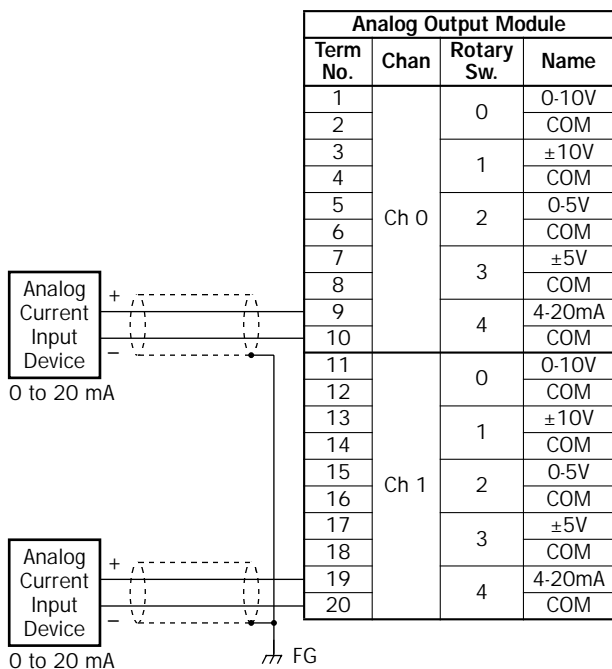 Analog Output Module
Term No. Chan Rotary Sw. Name
1 Ch 0 0 0-10V
2 COM
3 1 ±10V
4 COM
5 2 0-5V
6 COM
7 3 ±5V
8 COM
9 4 4-20mA
10 COM
11 Ch 1 0 0-10V
12 COM
13 1 ±10V
14 COM
15 2 0-5V
16 COM
17 3 ±5V
18 COM
19 4 4-20mA
20 COM
Analog
Current
Input
Device
+
–
0 to 20 mA
Analog
Current
Input
Device
+
–
0 to 20 mA
FG